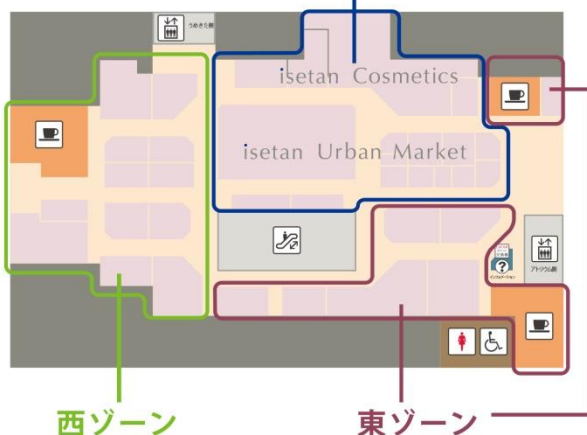 うめきた側
isetan Cosmetics
isetan Urban Market
アトリウム側
インフォメーション
西ゾーン
東ゾーン